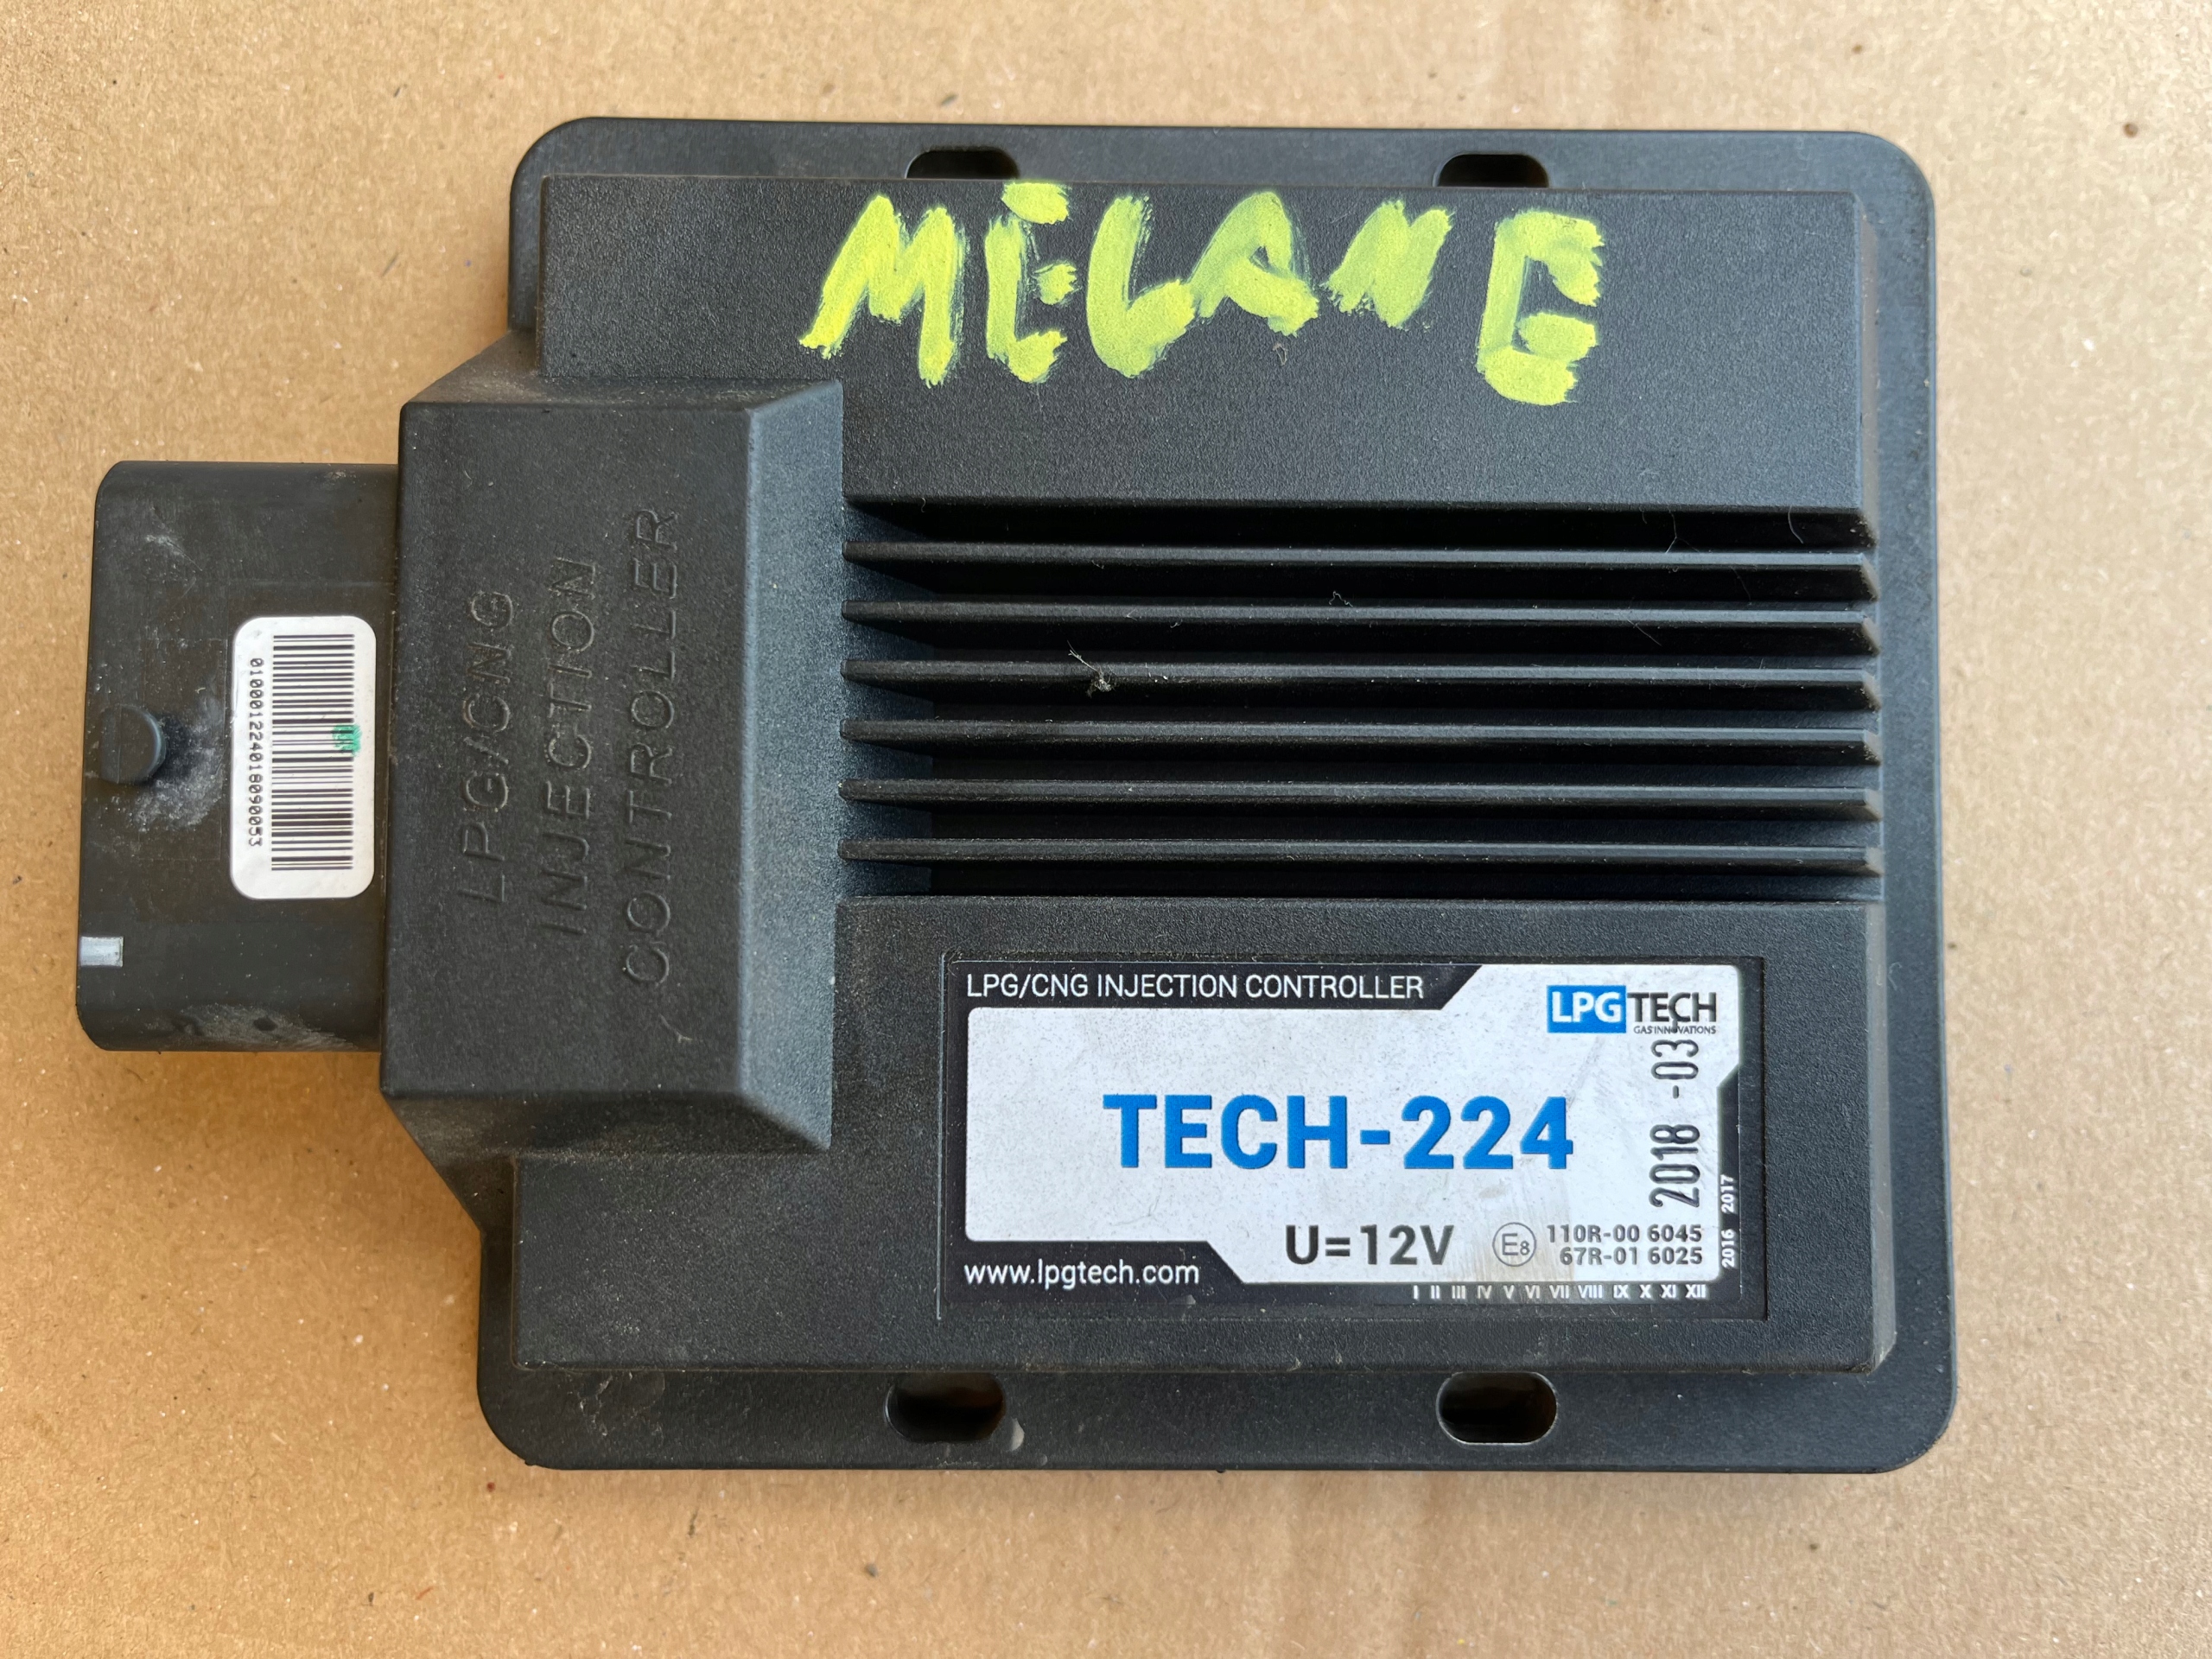 MĖLANE
LPG/CNG
INJECTION
CONTROLLER
010001224018090053
LPG/CNG INJECTION CONTROLLER
LPGTECH
GAS INNOVATIONS
TECH-224
2018 -03
U=12V
E8
110R-00 6045
67R-01 6025
2016 2017
www.lpgtech.com
I II III IV V VI VII VIII IX X XI XII